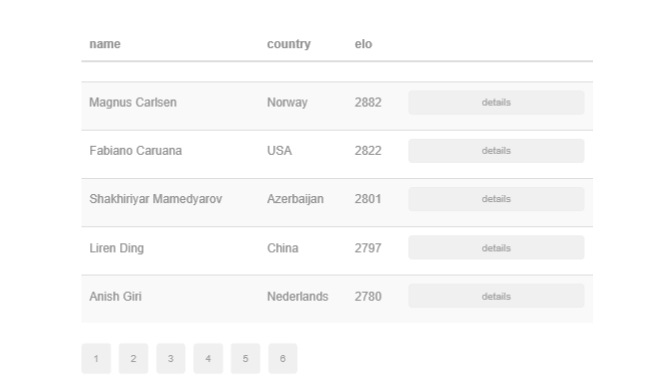 name country elo
Magnus Carlsen Norway 2882 details
Fabiano Caruana USA 2822 details
Shakhiriyar Mamedyarov Azerbaijan 2801 details
Liren Ding China 2797 details
Anish Giri Nederlands 2780 details
1 2 3 4 5 6